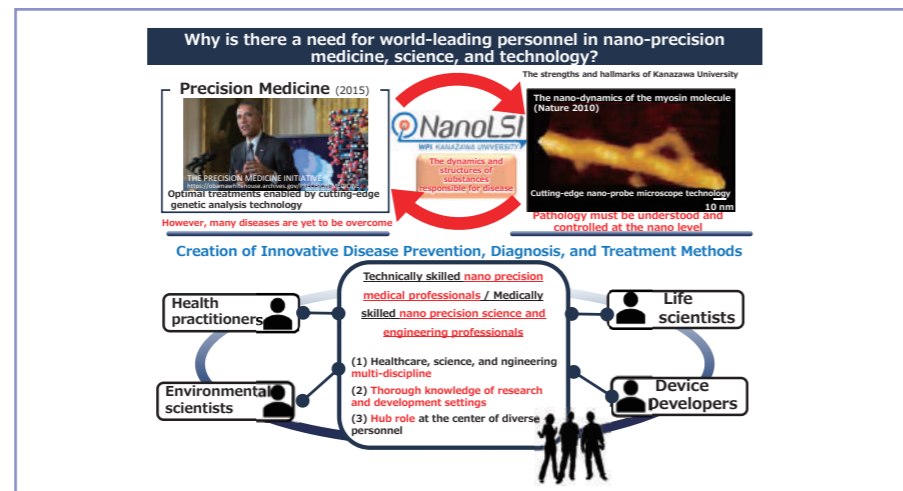 Why is there a need for world-leading personnel in nano-precision
medicine, science, and technology?
The strengths and hallmarks of Kanazawa University
Precision Medicine (2015)
THE PRECISION MEDICINE INITIATIVE
Optimal treatments enabled by cutting-edge
genetic analysis technology
However, many diseases are yet to be overcome
NanoLSI
WPI KANAZAWA UNIVERSITY
The dynamics and
structures of
substances
responsible for disease
The nano-dynamics of the myosin molecule
(Nature 2010)
Cutting-edge nano-probe microscope technology
10 nm
Pathology must be understood and
controlled at the nano level
Creation of Innovative Disease Prevention, Diagnosis, and Treatment Methods
Health
practitioners
Environmental
scientists
Technically skilled nano precision
medical professionals / Medically
skilled nano precision science and
engineering professionals
(1) Healthcare, science, and ngineering
multi-discipline
(2) Thorough knowledge of research
and development settings
(3) Hub role at the center of diverse
personnel
Life
scientists
Device
Developers